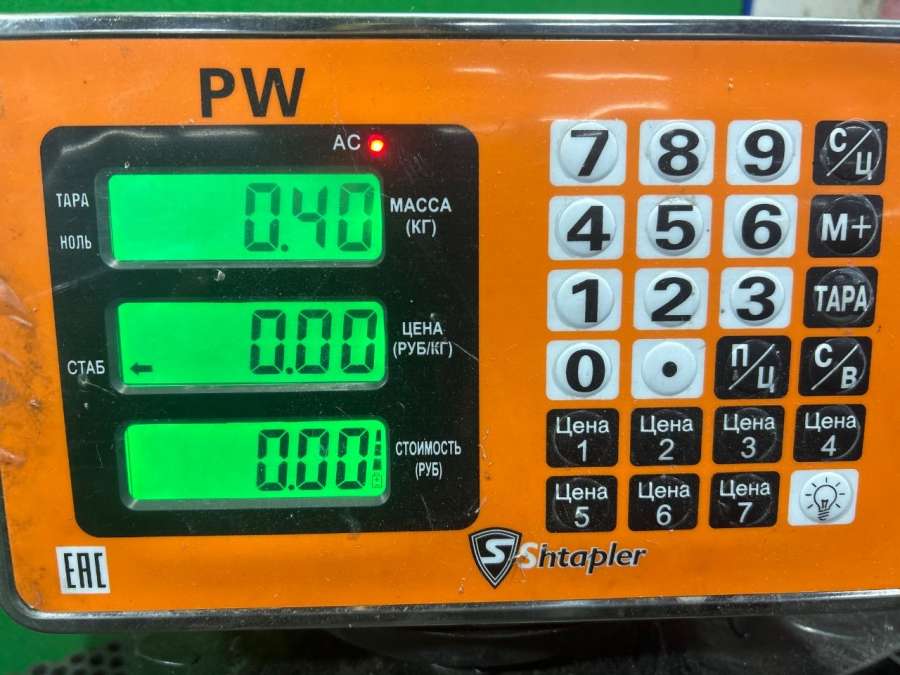 PW
AC
ТАРА
НОЛЬ
0.40
МАССА
(КГ)
СТАБ
0.00
ЦЕНА
(РУБ/КГ)
0.00
СТОИМОСТЬ
(РУБ)
7 8 9 С/Ц
4 5 6 М+
1 2 3 ТАРА
0 . П/Ц С/В
Цена 1 Цена 2 Цена 3 Цена 4
Цена 5 Цена 6 Цена 7
EAC
S Shtapler